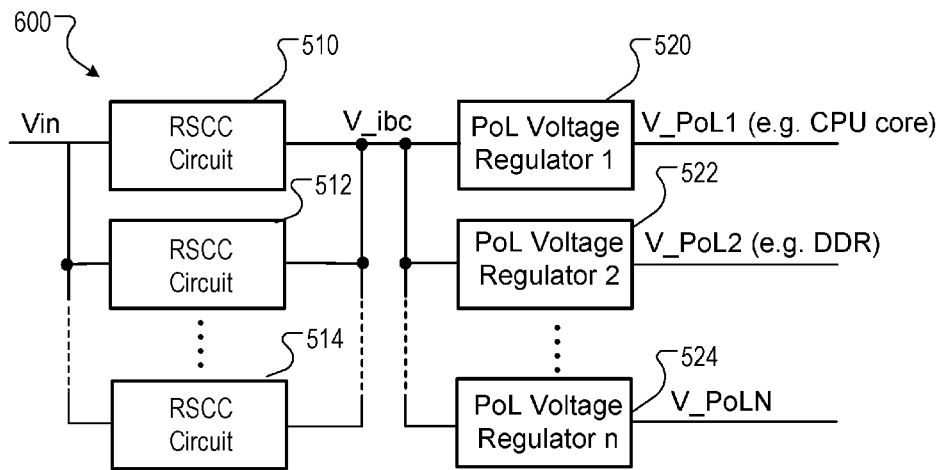 600
510
520
Vin
RSCC
Circuit
V_ibc
PoL Voltage
Regulator 1
V_PoL1 (e.g. CPU core)
512
522
RSCC
Circuit
PoL Voltage
Regulator 2
V_PoL2 (e.g. DDR)
514
524
RSCC
Circuit
PoL Voltage
Regulator n
V_PoLN